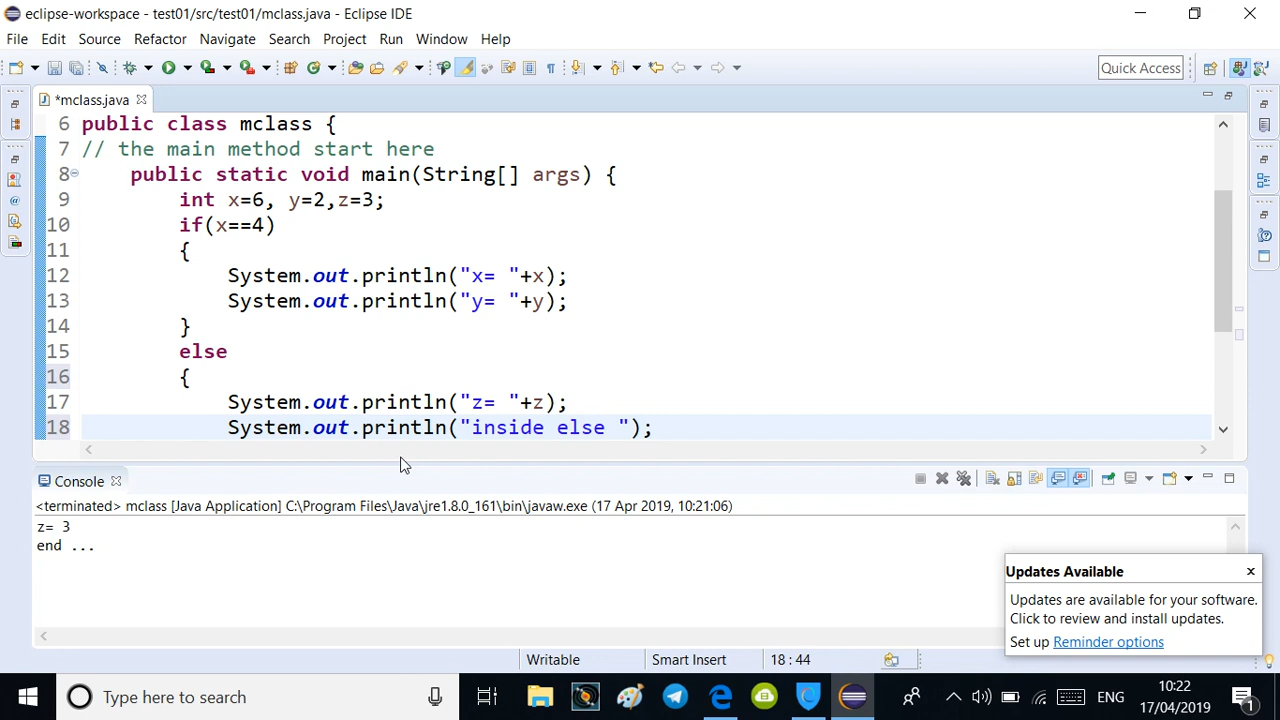 eclipse-workspace - test01/src/test01/mclass.java - Eclipse IDE
File Edit Source Refactor Navigate Search Project Run Window Help
Quick Access
*mclass.java
6 public class mclass {
7 // the main method start here
8 public static void main(String[] args) {
9 int x=6, y=2,z=3;
10 if(x==4)
11 {
12 System.out.println("x= "+x);
13 System.out.println("y= "+y);
14 }
15 else
16 {
17 System.out.println("z= "+z);
18 System.out.println("inside else ");
Console
<terminated> mclass [Java Application] C:\Program Files\Java\jre1.8.0_161\bin\javaw.exe (17 Apr 2019, 10:21:06)
z= 3
end ...
Updates Available
Updates are available for your software.
Click to review and install updates.
Set up Reminder options
Writable Smart Insert 18 : 44
Type here to search
ENG
10:22
17/04/2019
1